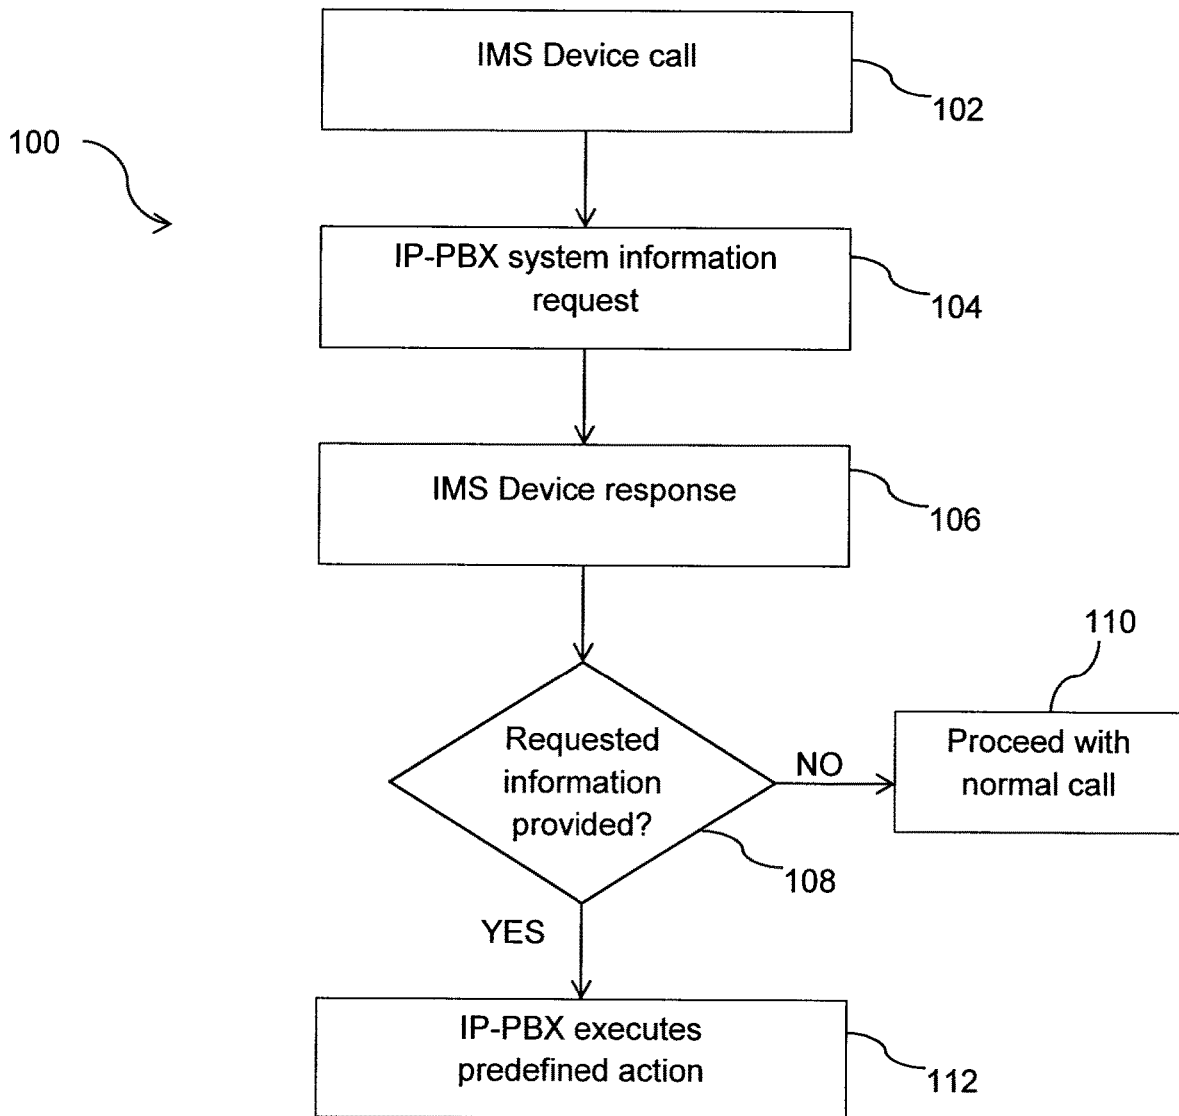 IMS Device call
102
100
IP-PBX system information
request
104
IMS Device response
106
110
Requested
information
provided?
NO
Proceed with
normal call
108
YES
IP-PBX executes
predefined action
112